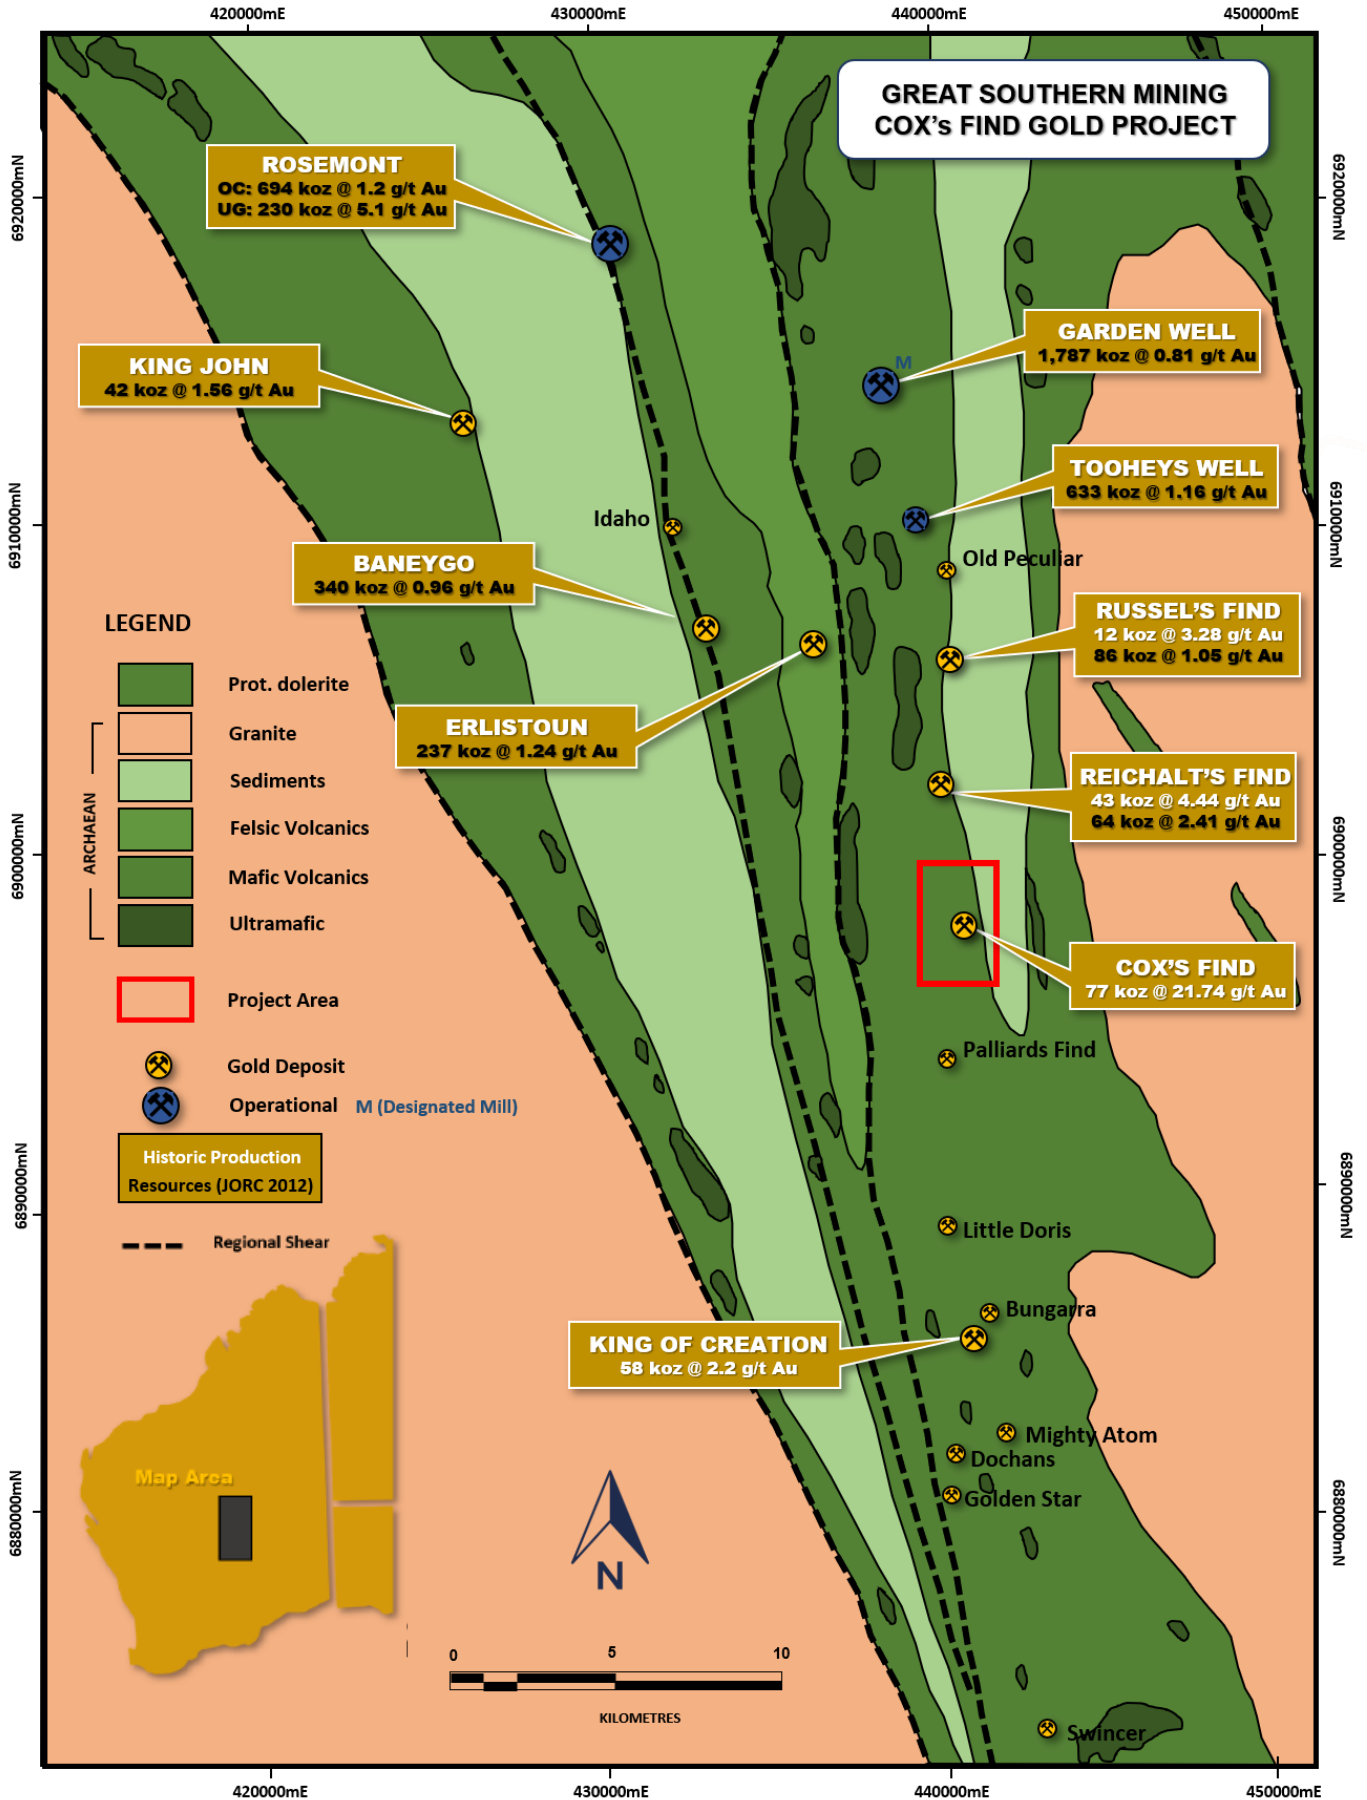 420000mE
430000mE
440000mE
450000mE
GREAT SOUTHERN MINING
COX's FIND GOLD PROJECT
6920000mN
6920000mN
ROSEMONT
OC: 694 koz @ 1.2 g/t Au
UG: 230 koz @ 5.1 g/t Au
GARDEN WELL
1,787 koz @ 0.81 g/t Au
M
KING JOHN
42 koz @ 1.56 g/t Au
TOOHEYS WELL
633 koz @ 1.16 g/t Au
6910000mN
6910000mN
Idaho
Old Peculiar
BANEYGO
340 koz @ 0.96 g/t Au
RUSSEL'S FIND
12 koz @ 3.28 g/t Au
86 koz @ 1.05 g/t Au
ERLISTOUN
237 koz @ 1.24 g/t Au
REICHALT'S FIND
43 koz @ 4.44 g/t Au
64 koz @ 2.41 g/t Au
6900000mN
6900000mN
COX'S FIND
77 koz @ 21.74 g/t Au
Palliards Find
LEGEND
Prot. dolerite
Granite
Sediments
Felsic Volcanics
Mafic Volcanics
Ultramafic
ARCHAEAN
Project Area
Gold Deposit
Operational
M (Designated Mill)
Historic Production
Resources (JORC 2012)
Regional Shear
6890000mN
6890000mN
Little Doris
Bungarra
KING OF CREATION
58 koz @ 2.2 g/t Au
Mighty Atom
Dochans
Golden Star
6880000mN
6880000mN
Map Area
N
0
5
10
KILOMETRES
Swincer
420000mE
430000mE
440000mE
450000mE